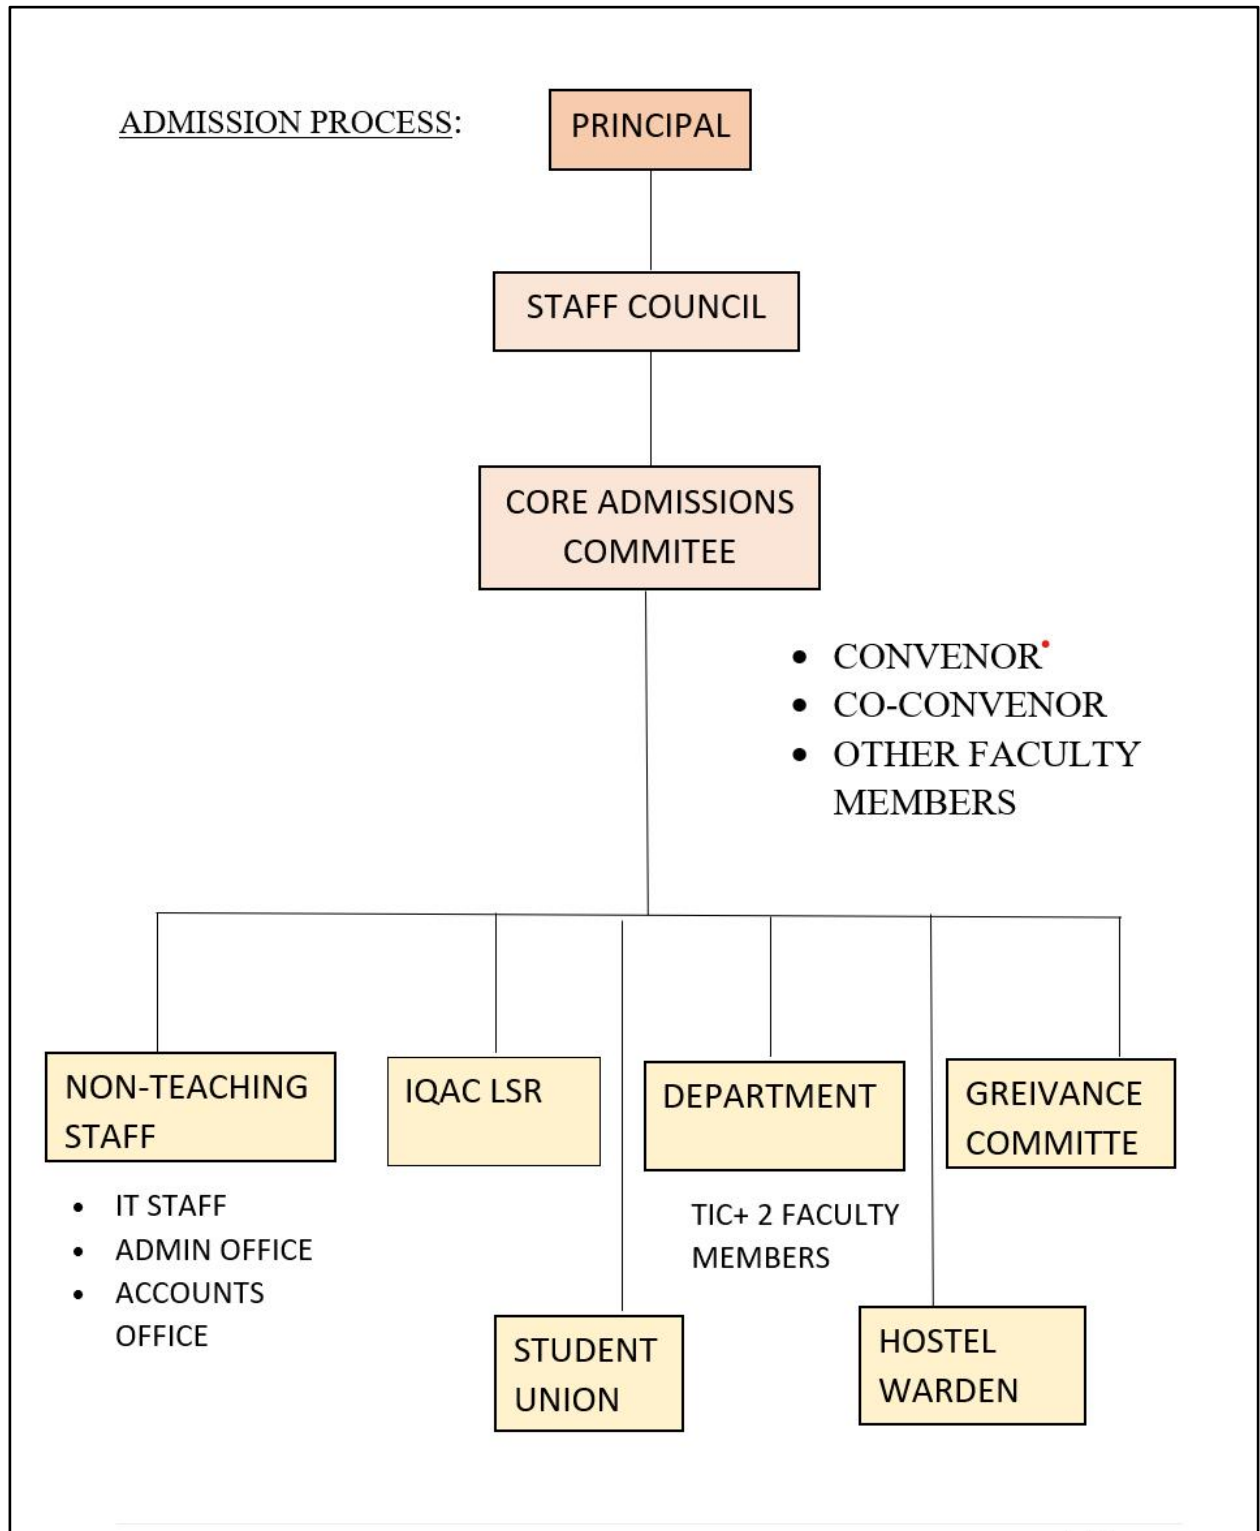 ADMISSION PROCESS:
PRINCIPAL
STAFF COUNCIL
CORE ADMISSIONS
COMMITEE
• CONVENOR
• CO-CONVENOR
• OTHER FACULTY
MEMBERS
NON-TEACHING
STAFF
• IT STAFF
• ADMIN OFFICE
• ACCOUNTS
OFFICE
IQAC LSR
STUDENT
UNION
DEPARTMENT
TIC+ 2 FACULTY
MEMBERS
HOSTEL
WARDEN
GREIVANCE
COMMITTE